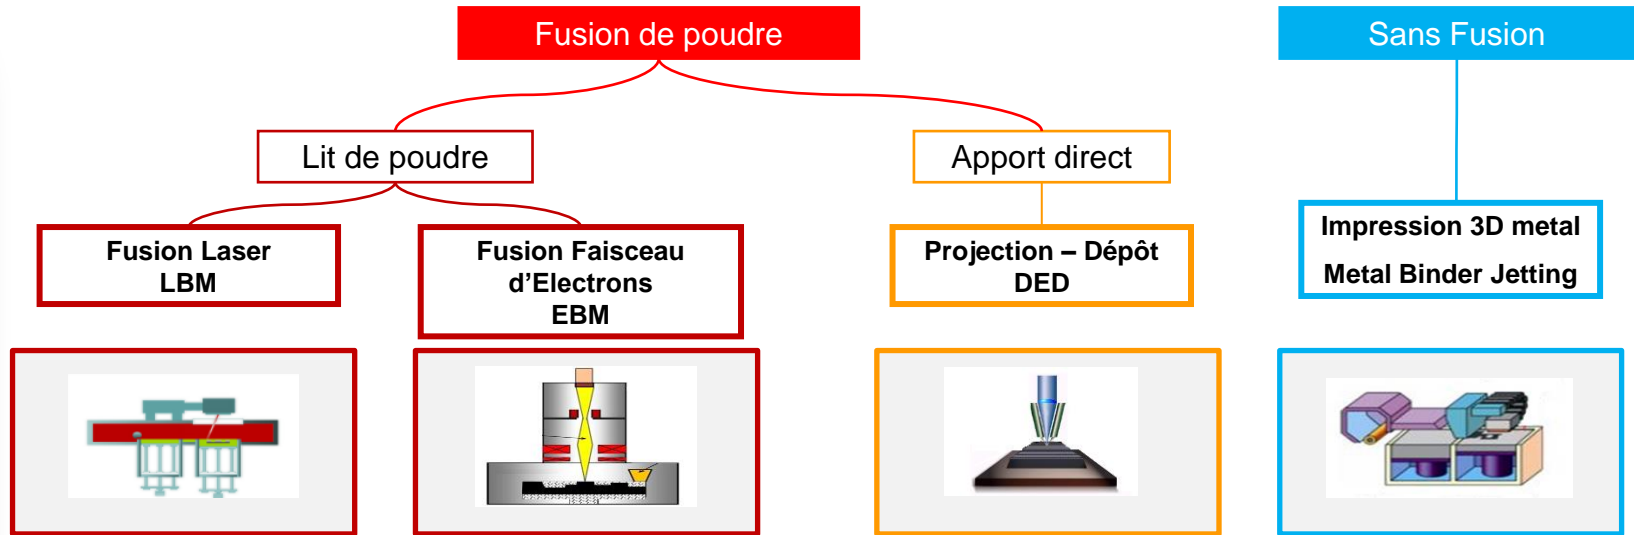 Fusion de poudre
Sans Fusion
Lit de poudre
Apport direct
Fusion Laser
LBM
Fusion Faisceau
d’Electrons
EBM
Projection – Dépôt
DED
Impression 3D metal
Metal Binder Jetting